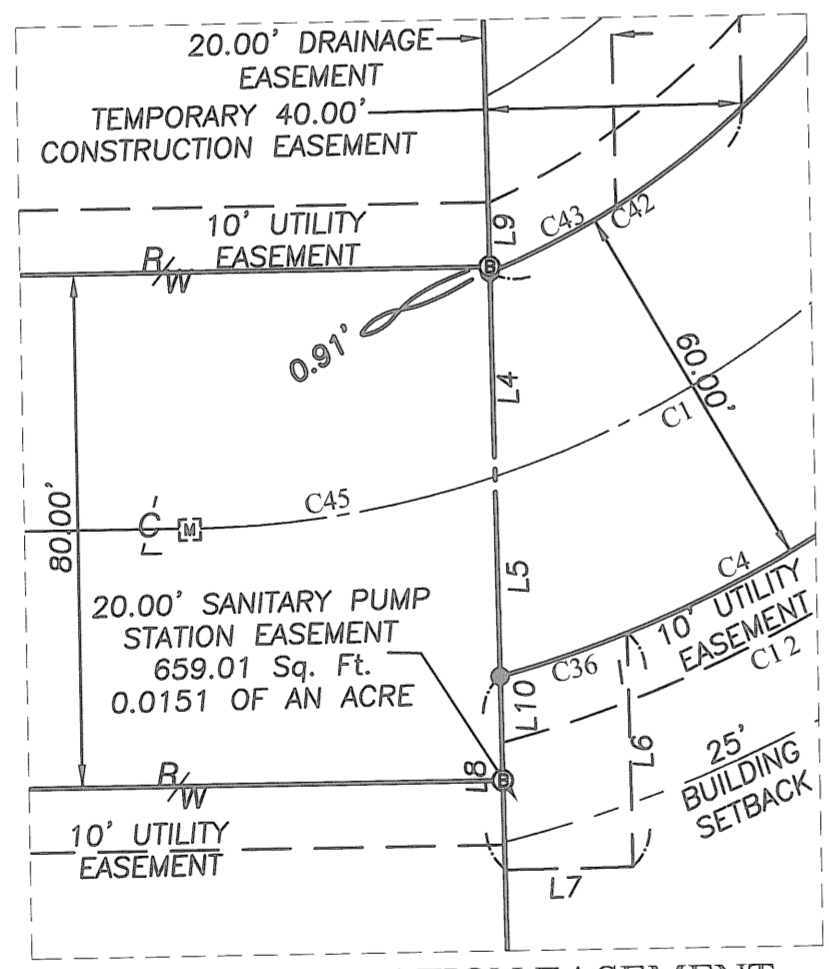 20.00' DRAINAGE
EASEMENT
TEMPORARY 40.00'
CONSTRUCTION EASEMENT
10' UTILITY
EASEMENT
R/W
L9
C43
C42
B
0.91'
L4
60.00'
C1
80.00'
CL
[M]
C45
L5
C4
20.00' SANITARY PUMP
STATION EASEMENT
659.01 Sq. Ft.
0.0151 OF AN ACRE
10' UTILITY
EASEMENT
C12
C36
L10
L6
L8
B
R/W
25'
BUILDING
SETBACK
10' UTILITY
EASEMENT
L7
EASEMENT